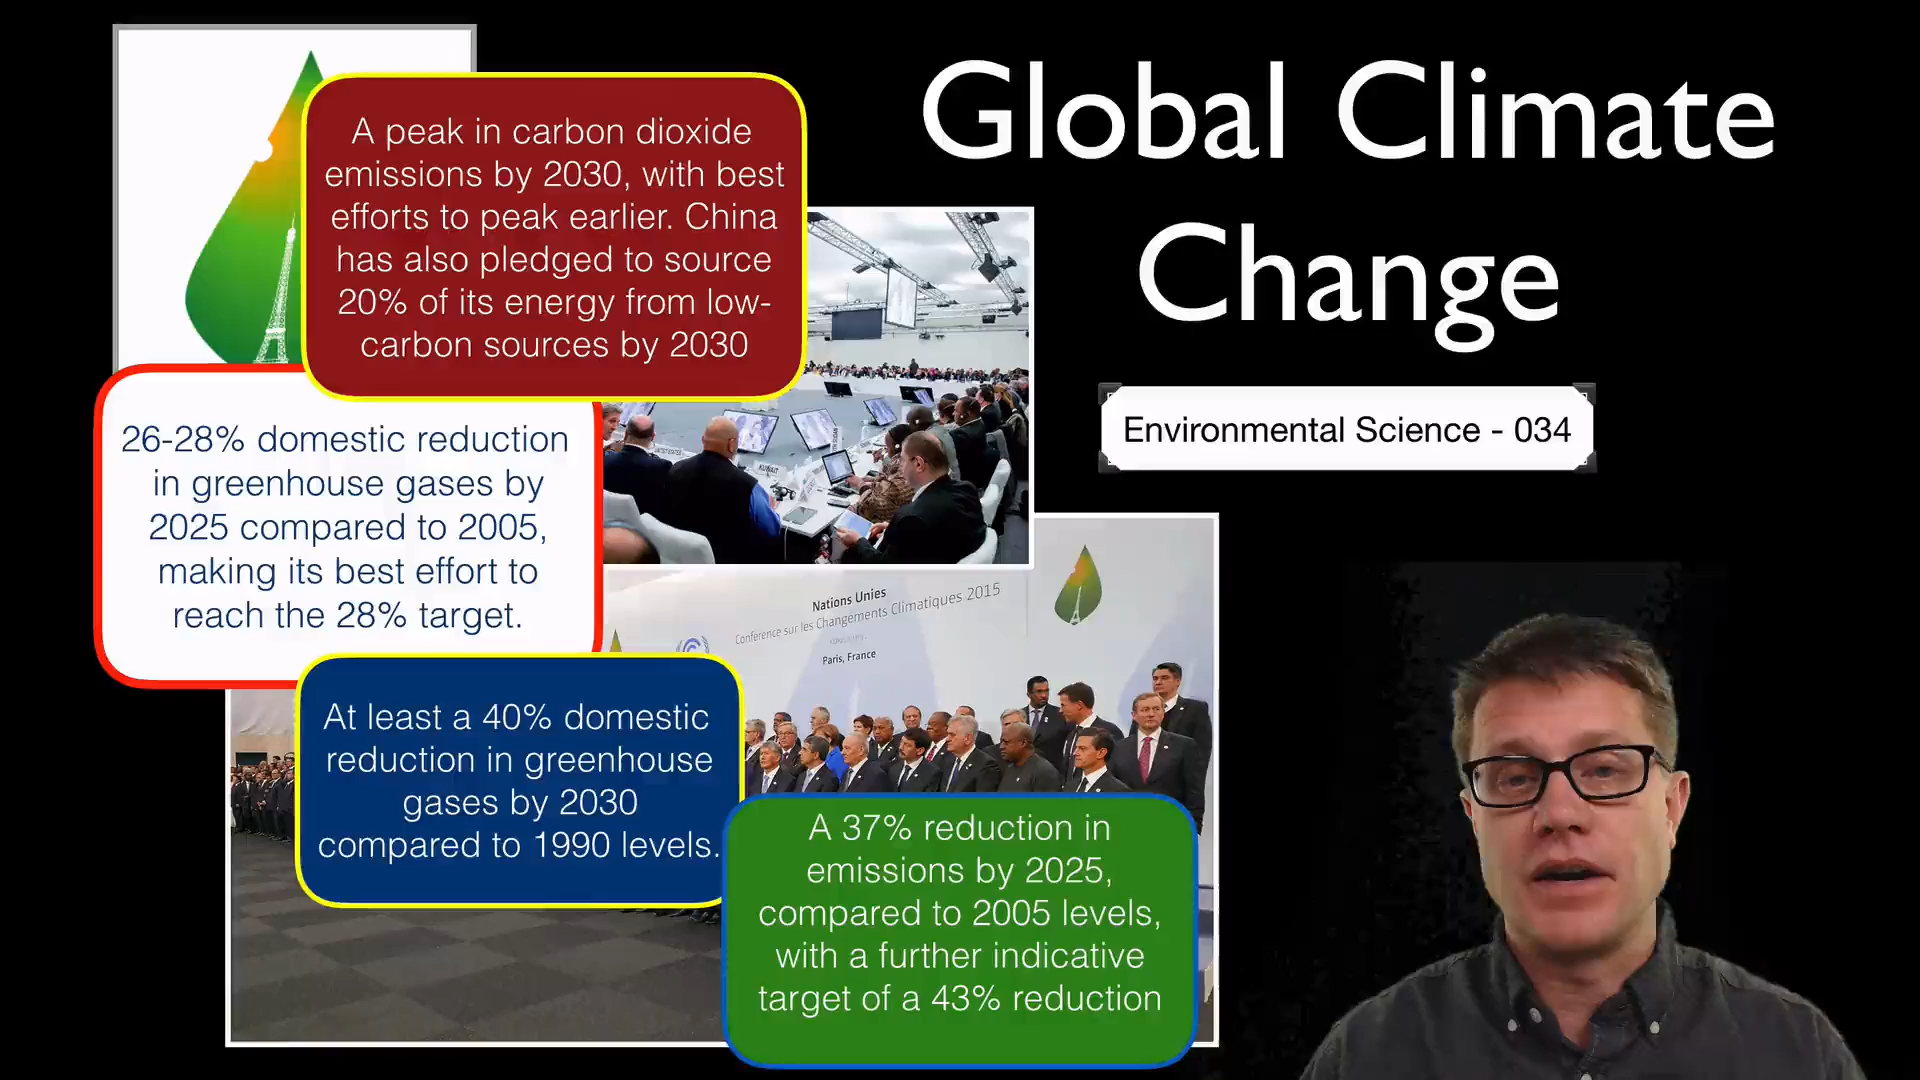 Global Climate
Change
Environmental Science - 034
A peak in carbon dioxide
emissions by 2030, with best
efforts to peak earlier. China
has also pledged to source
20% of its energy from low-
carbon sources by 2030
26-28% domestic reduction
in greenhouse gases by
2025 compared to 2005,
making its best effort to
reach the 28% target.
At least a 40% domestic
reduction in greenhouse
gases by 2030
compared to 1990 levels.
A 37% reduction in
emissions by 2025,
compared to 2005 levels,
with a further indicative
target of a 43% reduction
KUWAIT
Nations Unies
Conférence sur les Changements Climatiques 2015
Paris, France